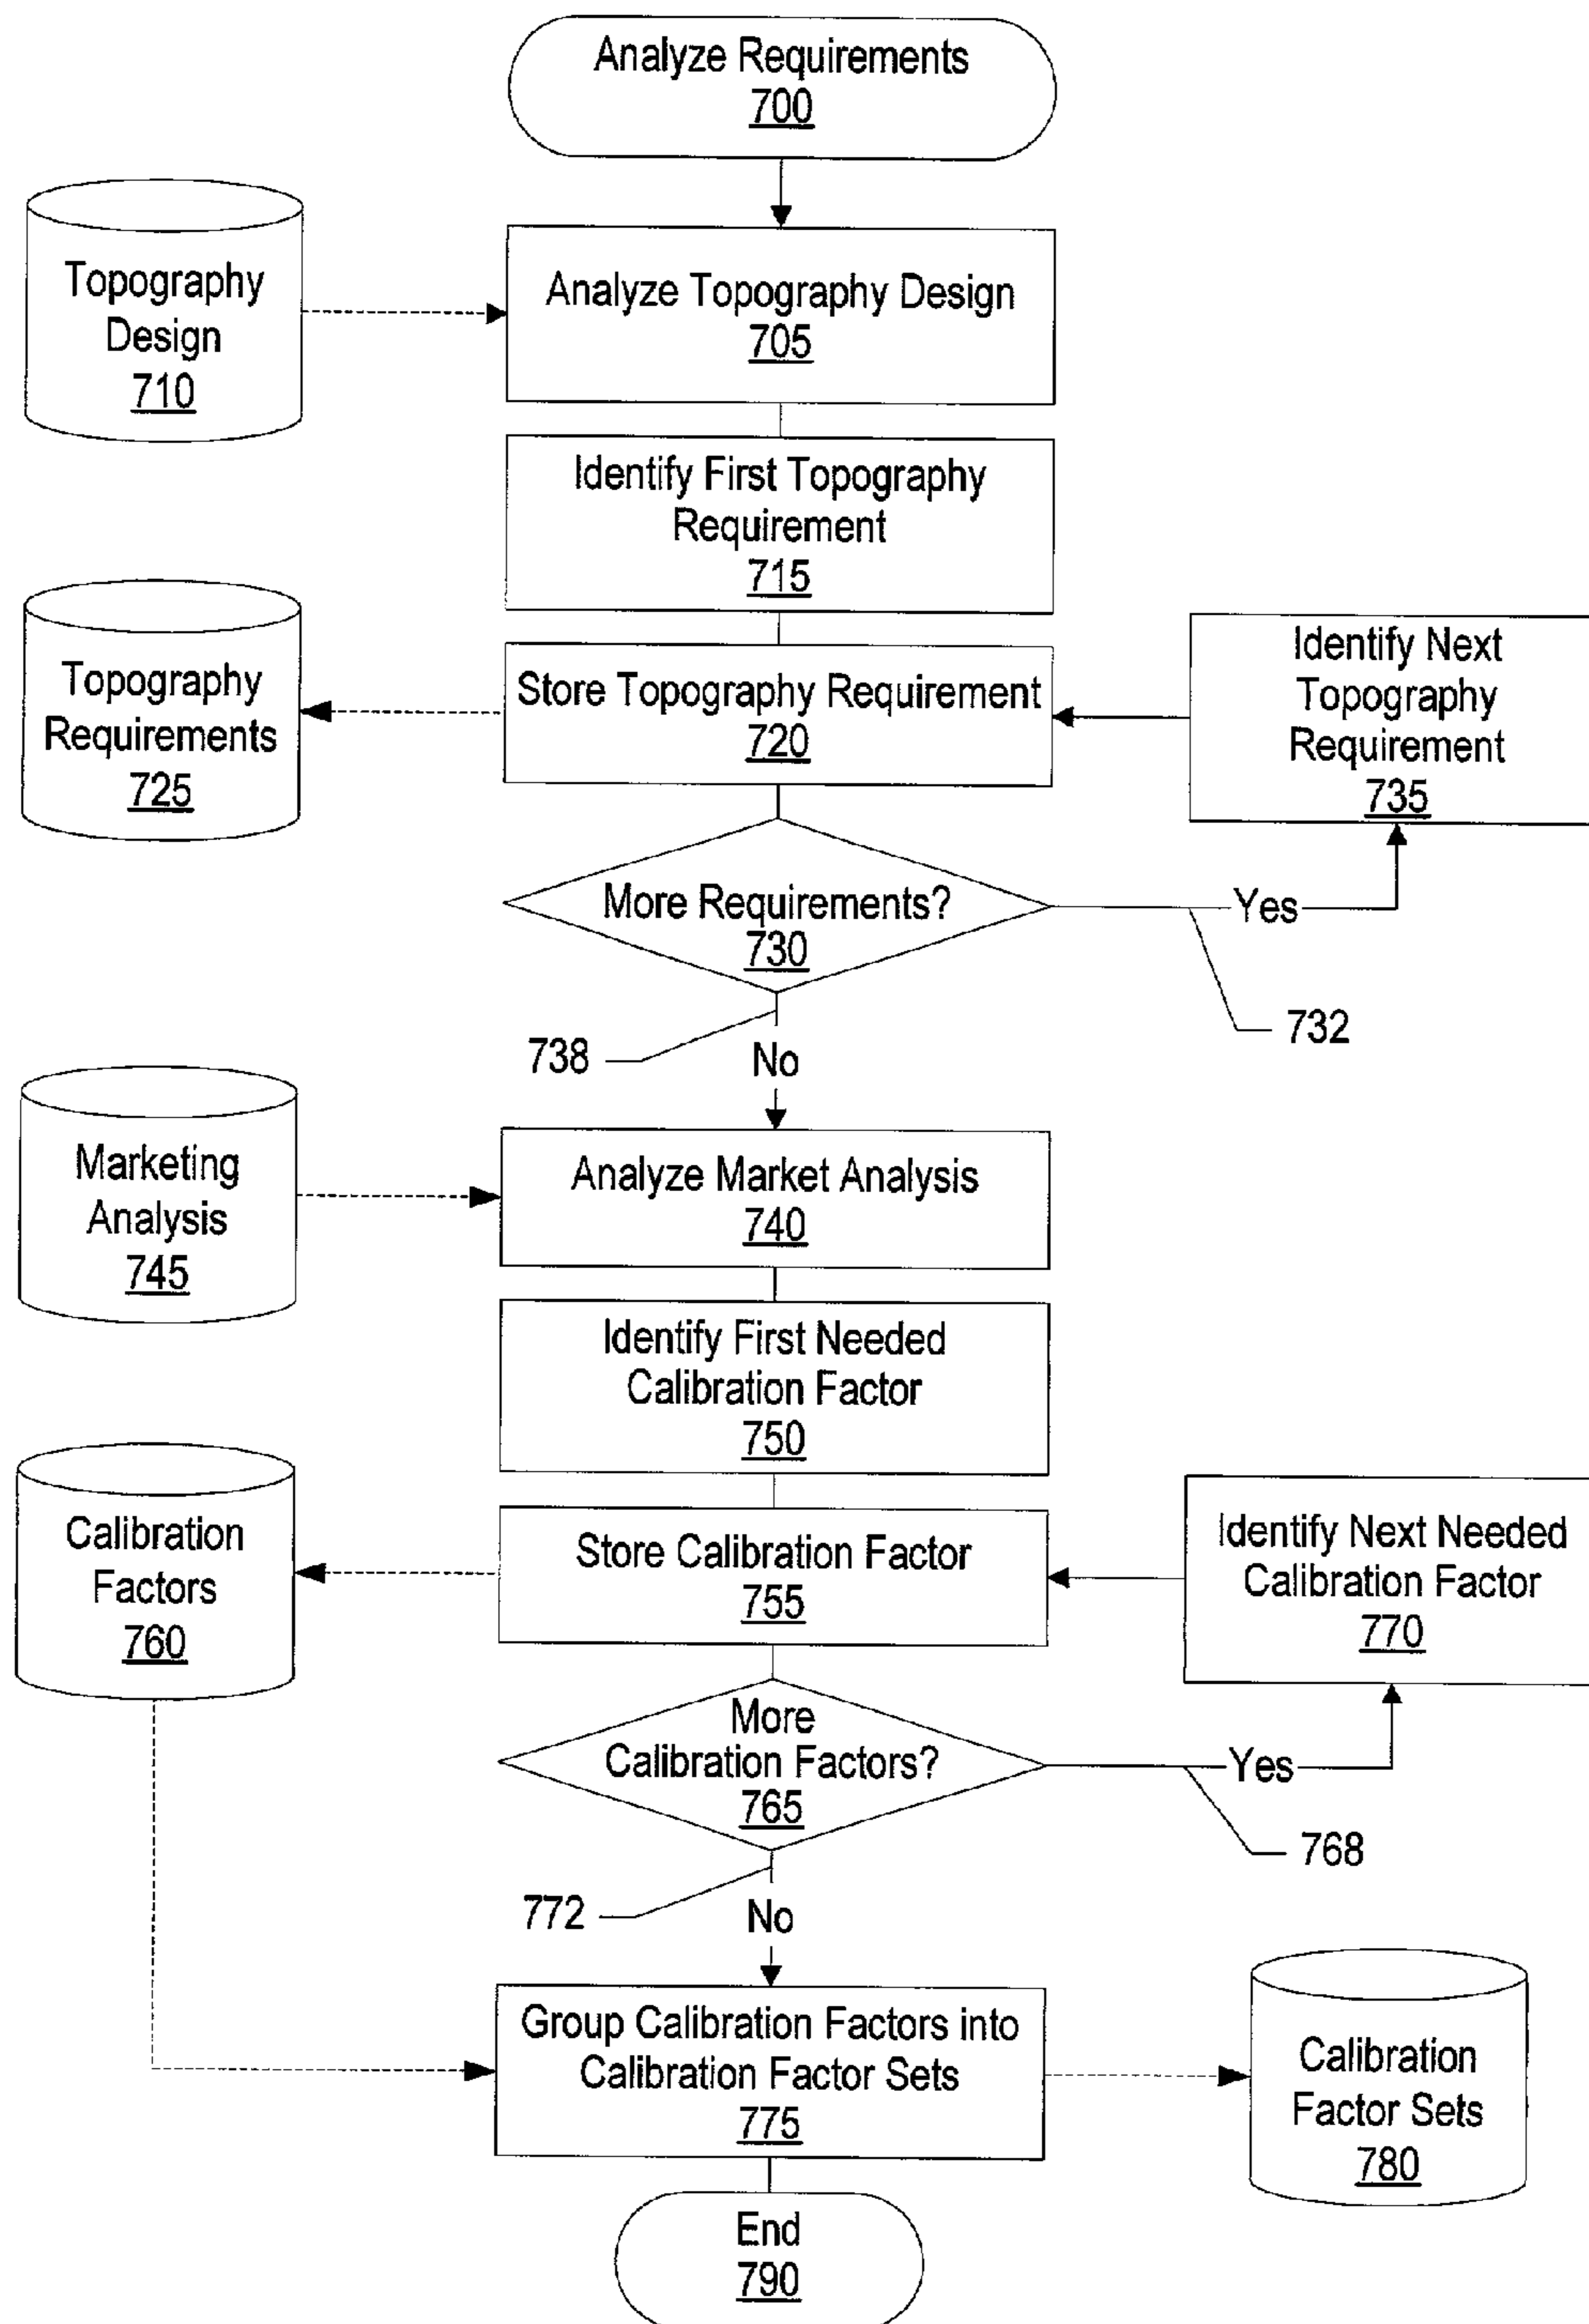 Analyze Requirements
700
Topography
Design
710
Analyze Topography Design
705
Identify First Topography
Requirement
715
Topography
Requirements
725
Store Topography Requirement
720
Identify Next
Topography
Requirement
735
More Requirements?
730
Yes
732
738
No
Marketing
Analysis
745
Analyze Market Analysis
740
Identify First Needed
Calibration Factor
750
Calibration
Factors
760
Store Calibration Factor
755
Identify Next Needed
Calibration Factor
770
More
Calibration Factors?
765
Yes
768
772
No
Group Calibration Factors into
Calibration Factor Sets
775
Calibration
Factor Sets
780
End
790